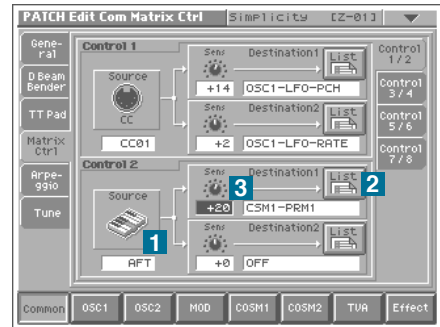 PATCH Edit Com Matrix Ctrl Simplicity [Z-01]
Gene-
ral
D Beam
Bender
TT Pad
Matrix
Ctrl
Arpe-
ggio
Tune
Control 1
Source
CC
CC01
Sens Destination1 List
+14 OSC1-LFO-PCH
Sens Destination2 List
+2 OSC1-LFO-RATE
Control 2
Source
1
AFT
Sens Destination1 List
3 2
+20 CSM1-PRM1
Sens Destination2 List
+0 OFF
Control
1/2
Control
3/4
Control
5/6
Control
7/8
Common OSC1 OSC2 MOD COSM1 COSM2 TVA Effect